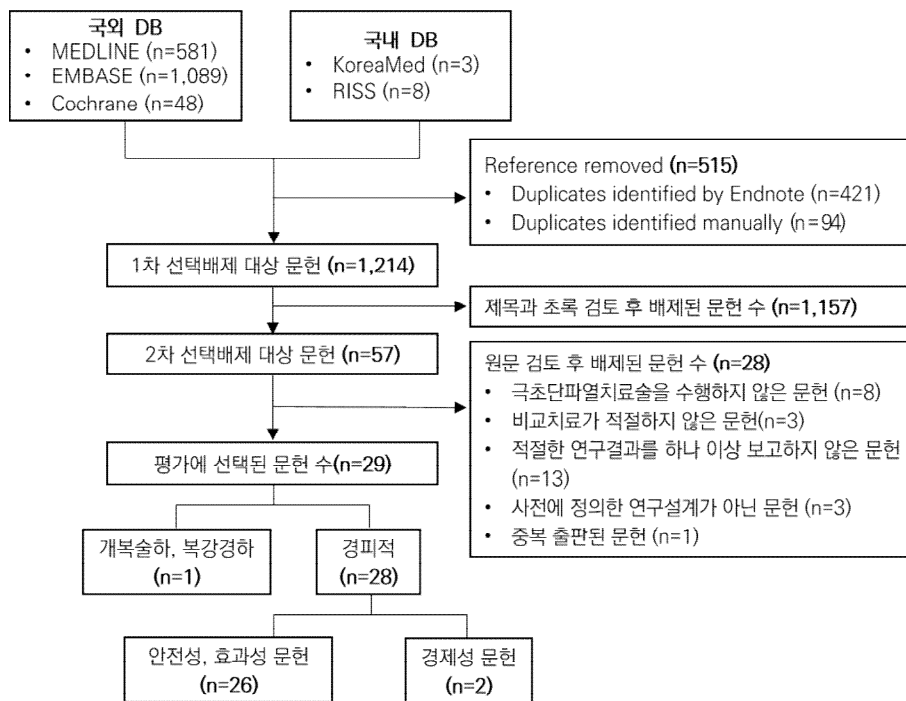 국외 DB
• MEDLINE (n=581)
• EMBASE (n=1,089)
• Cochrane (n=48)
국내 DB
• KoreaMed (n=3)
• RISS (n=8)
Reference removed (n=515)
• Duplicates identified by Endnote (n=421)
• Duplicates identified manually (n=94)
1차 선택배제 대상 문헌 (n=1,214)
제목과 초록 검토 후 배제된 문헌 수 (n=1,157)
2차 선택배제 대상 문헌 (n=57)
원문 검토 후 배제된 문헌 수 (n=28)
• 극초단파열치료술을 수행하지 않은 문헌 (n=8)
• 비교치료가 적절하지 않은 문헌(n=3)
• 적절한 연구결과를 하나 이상 보고하지 않은 문헌
(n=13)
• 사전에 정의한 연구설계가 아닌 문헌 (n=3)
• 중복 출판된 문헌 (n=1)
평가에 선택된 문헌 수(n=29)
개복술하, 복강경하
(n=1)
경피적
(n=28)
안전성, 효과성 문헌
(n=26)
경제성 문헌
(n=2)